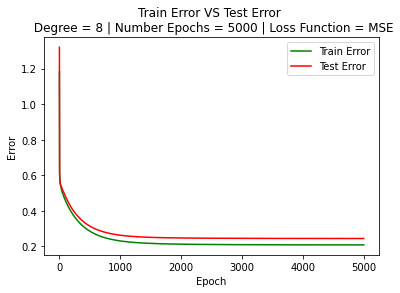 Train Error VS Test Error
Degree = 8 | Number Epochs = 5000 | Loss Function = MSE
Train Error
Test Error
Error
1.2
1.0
0.8
0.6
0.4
0.2
0 1000 2000 3000 4000 5000
Epoch